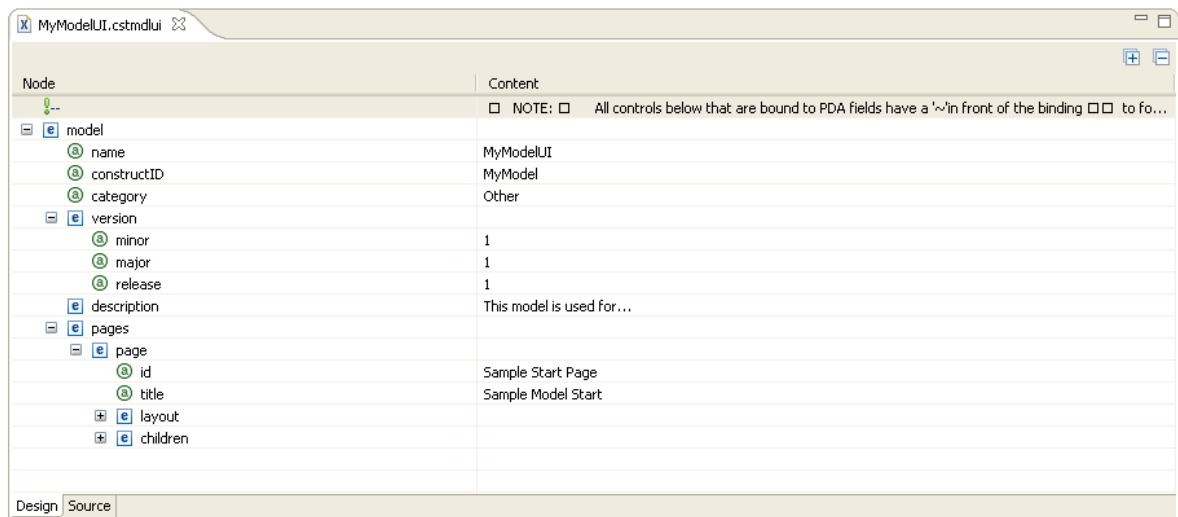 MyModelUI.cstmdlui
Node Content
!-- NOTE: All controls below that are bound to PDA fields have a '~'in front of the binding to fo...
e model
a name MyModelUI
a constructID MyModel
a category Other
e version
a minor 1
a major 1
a release 1
e description This model is used for...
e pages
e page
a id Sample Start Page
a title Sample Model Start
e layout
e children
Design Source